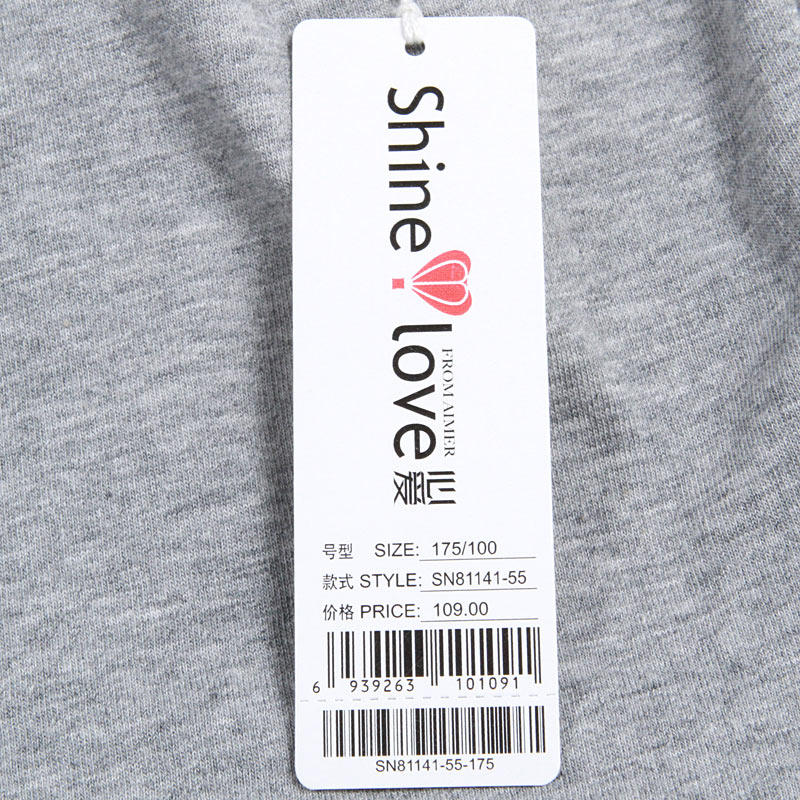 Shine love
FROM AIMER
心爱
号型 SIZE: 175/100
款式 STYLE: SN81141-55
价格 PRICE: 109.00
6 939263 101091
SN81141-55-175